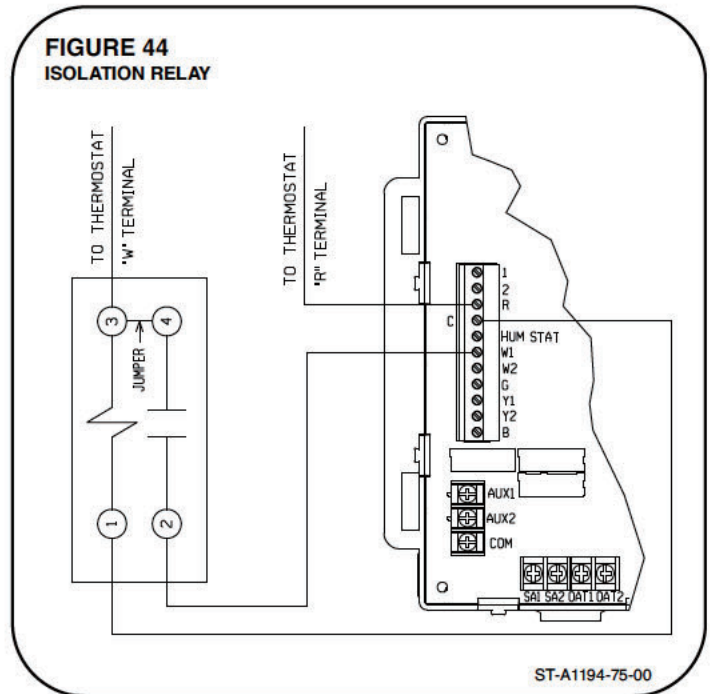 FIGURE 44
ISOLATION RELAY
TO THERMOSTAT
"W" TERMINAL
TO THERMOSTAT
"R" TERMINAL
3
4
JUMPER
1
2
1
2
R
C
HUM STAT
W1
W2
G
Y1
Y2
B
AUX1
AUX2
COM
SA1 SA2 OAT1 OAT2
ST-A1194-75-00